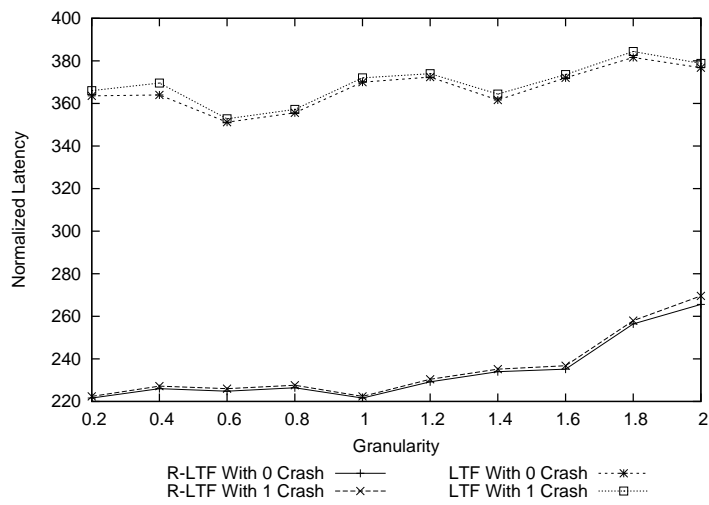 400
380
360
340
320
300
280
260
240
220
Normalized Latency
0.2 0.4 0.6 0.8 1 1.2 1.4 1.6 1.8 2
Granularity
R-LTF With 0 Crash LTF With 0 Crash
R-LTF With 1 Crash LTF With 1 Crash